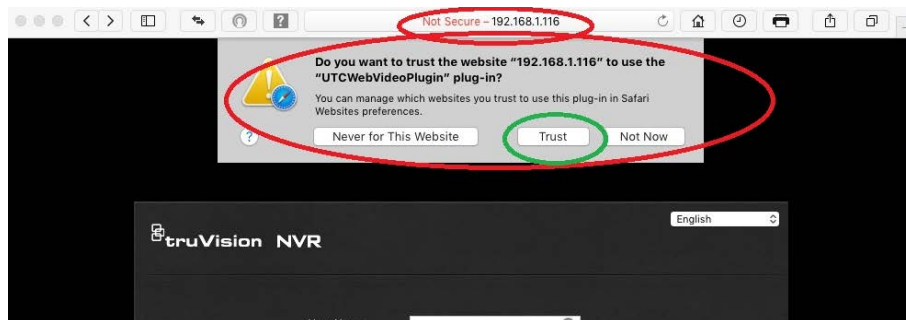 Not Secure – 192.168.1.116
Do you want to trust the website “192.168.1.116” to use the
“UTCWebVideoPlugin” plug-in?
You can manage which websites you trust to use this plug-in in Safari
Websites preferences.
? Never for This Website Trust Not Now
English
truVision NVR